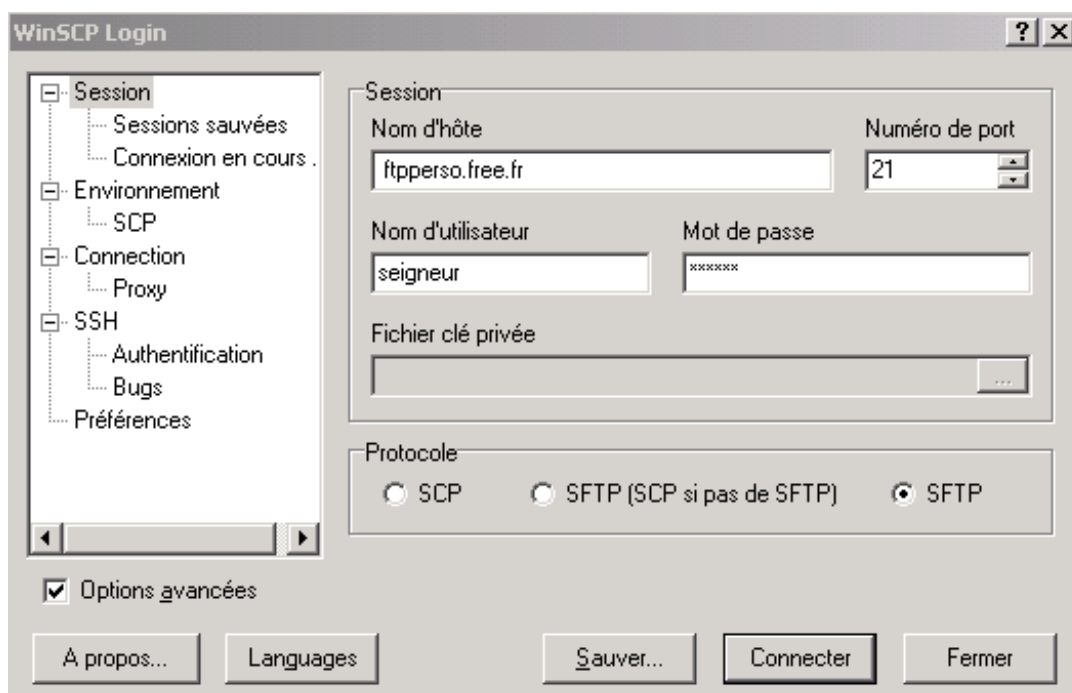 WinSCP Login
Session
Sessions sauvées
Connexion en cours .
Environnement
SCP
Connection
Proxy
SSH
Authentification
Bugs
Préférences
Session
Nom d'hôte
Numéro de port
ftpperso.free.fr
21
Nom d'utilisateur
Mot de passe
seigneur
××××××
Fichier clé privée
...
Protocole
SCP
SFTP (SCP si pas de SFTP)
SFTP
Options avancées
A propos...
Languages
Sauver...
Connecter
Fermer